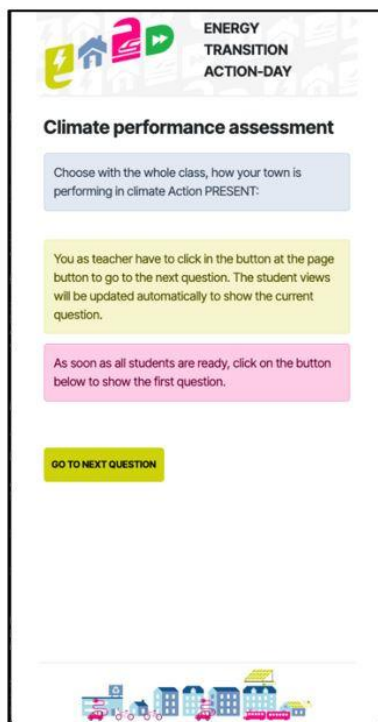 ENERGY
TRANSITION
ACTION-DAY
Climate performance assessment
Choose with the whole class, how your town is
performing in climate Action PRESENT:
You as teacher have to click in the button at the page
button to go to the next question. The student views
will be updated automatically to show the current
question.
As soon as all students are ready, click on the button
below to show the first question.
GO TO NEXT QUESTION